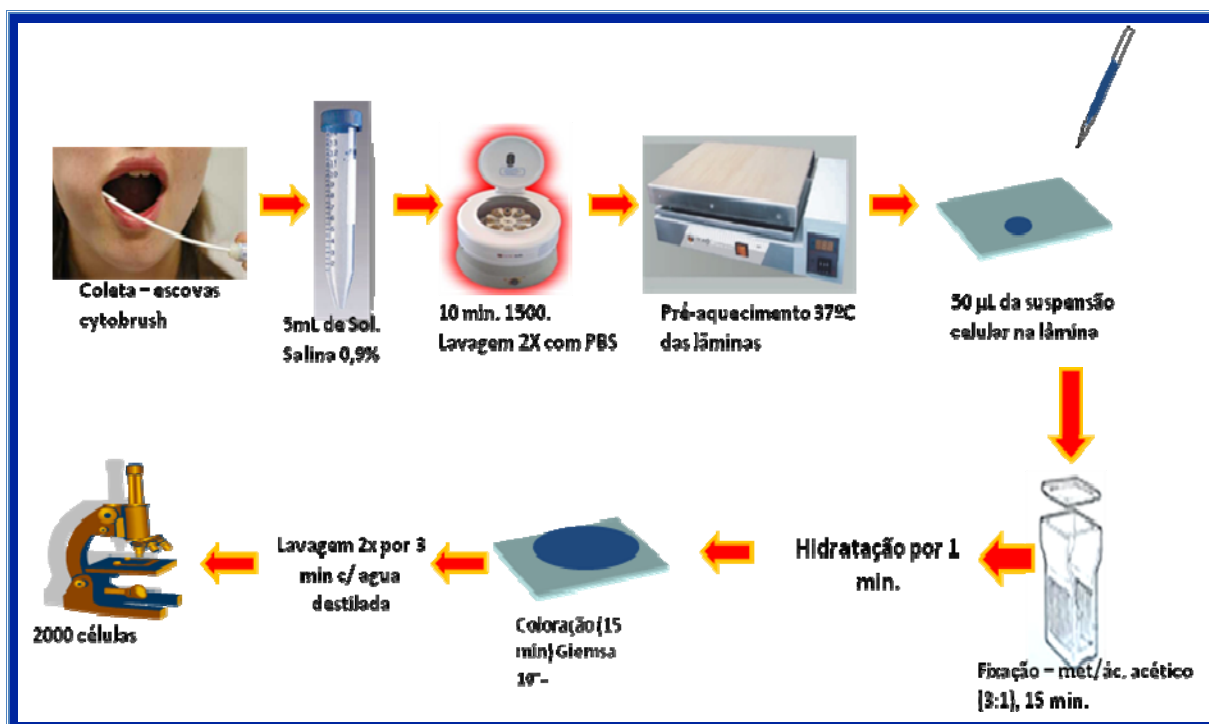 Coleta – escovas
cytobrush
5mL de Sol.
Salina 0,9%
10 min. 1500.
Lavagem 2X com PBS
Pré-aquecimento 37ºC
das lâminas
50 µL da suspensão
celular na lâmina
Fixação – met/ác. acético
(3:1), 15 min.
Hidratação por 1
min.
Coloração (15
min) Giemsa
Lavagem 2x por 3
min c/ agua
destilada
2000 células